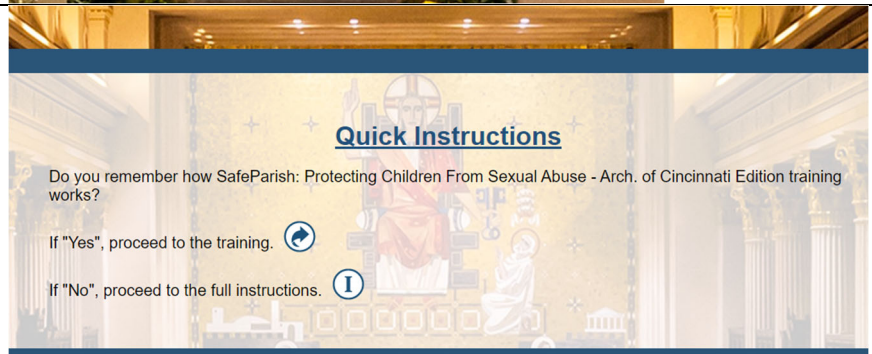 Quick Instructions
Do you remember how SafeParish: Protecting Children From Sexual Abuse - Arch. of Cincinnati Edition training
works?
If "Yes", proceed to the training.
If "No", proceed to the full instructions. I